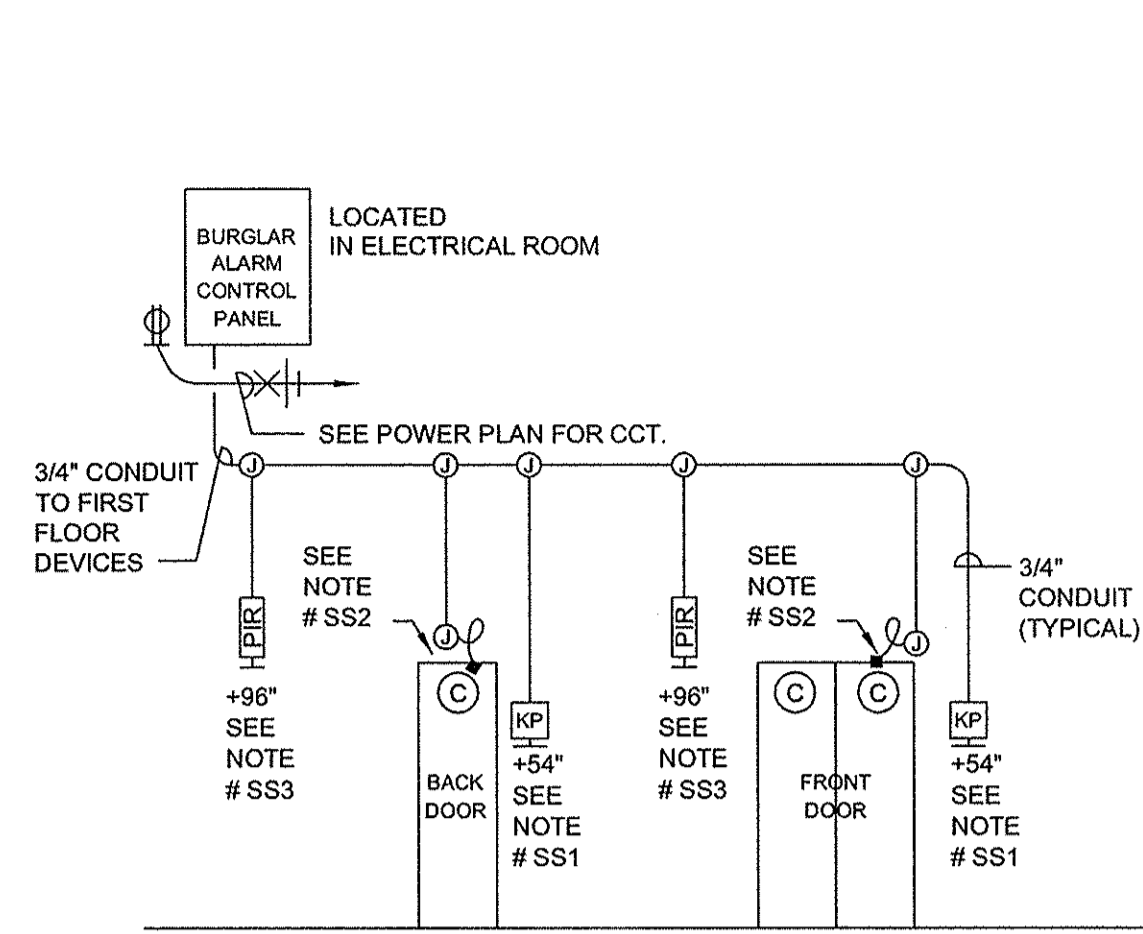 BURGLAR
ALARM
CONTROL
PANEL
LOCATED
IN ELECTRICAL ROOM
SEE POWER PLAN FOR CCT.
3/4" CONDUIT
TO FIRST
FLOOR
DEVICES
J
J
J
J
J
SEE
NOTE
# SS2
SEE
NOTE
# SS2
3/4"
CONDUIT
(TYPICAL)
PIR
J
PIR
J
C
C
C
+96"
SEE
NOTE
# SS3
KP
+54"
SEE
NOTE
# SS1
BACK
DOOR
+96"
SEE
NOTE
# SS3
FRONT
DOOR
KP
+54"
SEE
NOTE
# SS1